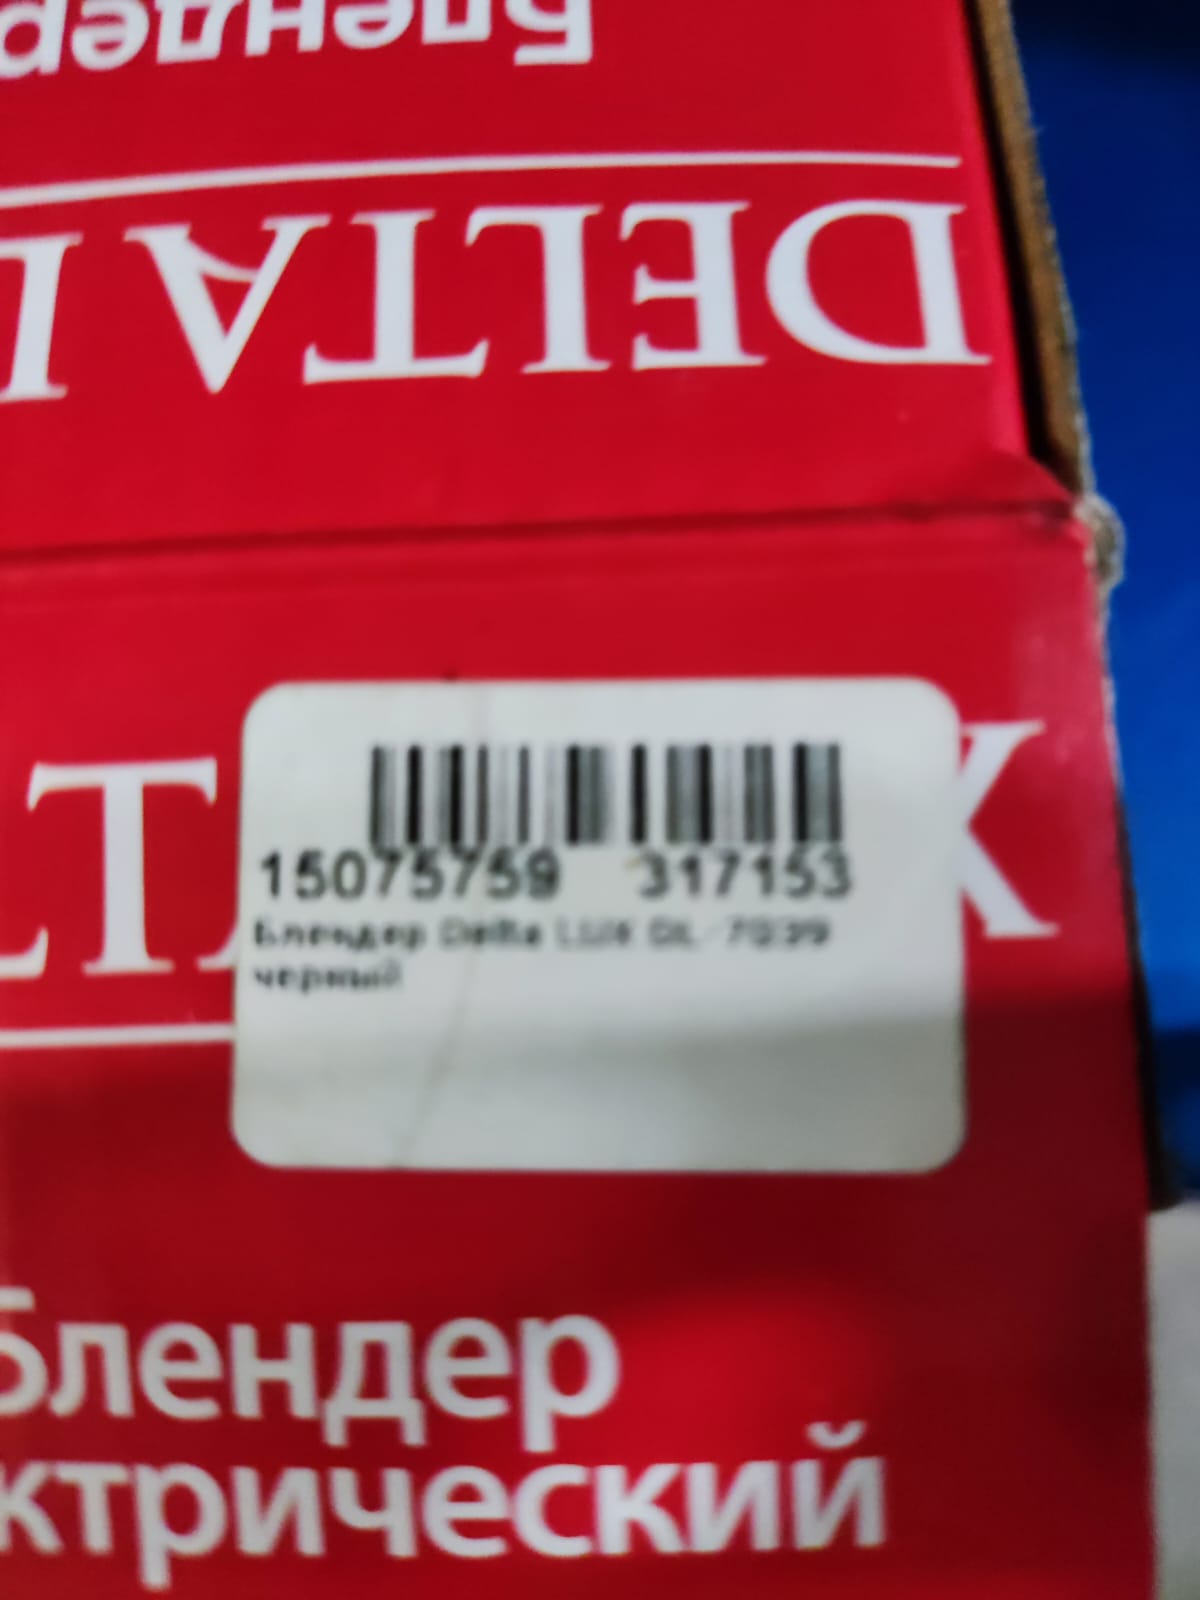 Блендер
DELTA L
LTA X
15075759 317153
Блендер Delta LUX DL-7039
черный
Блендер
ктрический